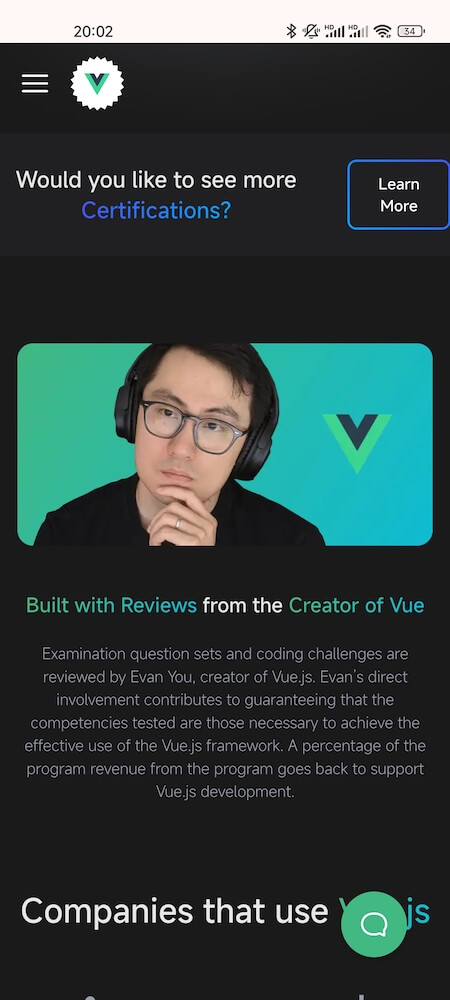 20:02
HD HD 34
Would you like to see more
Certifications?
Learn
More
Built with Reviews from the Creator of Vue
Examination question sets and coding challenges are
reviewed by Evan You, creator of Vue.js. Evan’s direct
involvement contributes to guaranteeing that the
competencies tested are those necessary to achieve the
effective use of the Vue.js framework. A percentage of the
program revenue from the program goes back to support
Vue.js development.
Companies that use js